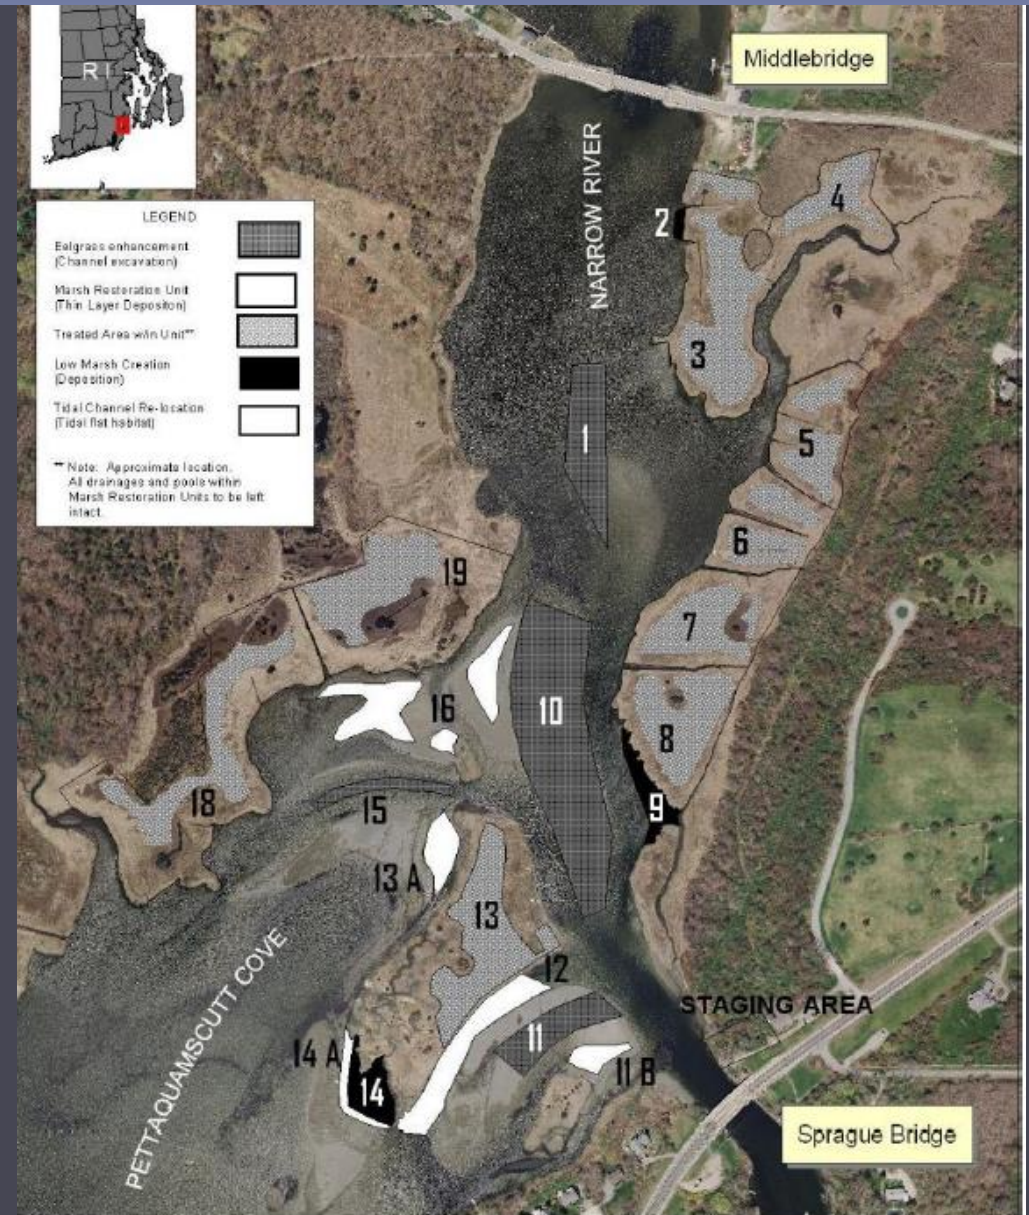 RI
Middlebridge
LEGEND
Eelgrass enhancement
(Channel excavation)
Marsh Restoration Unit
(Thin Layer Depositon)
Treated Area w/in Unit**
Low Marsh Creation
(Deposition)
Tidal Channel Re-location
(Tidal flat habitat)
** Note: Approximate location.
All drainages and pools within
Marsh Restoration Units to be left
intact.
NARROW RIVER
2
4
3
1
5
6
19
7
16
10
8
18
15
9
13 A
13
12
PETTAQUAMSCUTT COVE
STAGING AREA
11
14 A
14
11 B
Sprague Bridge